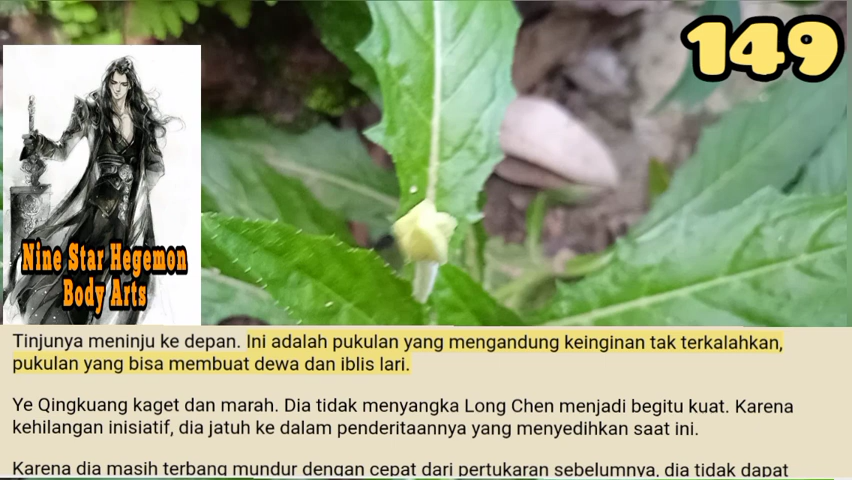 149
Nine Star Hegemon
Body Arts
Tinjunya meninju ke depan. Ini adalah pukulan yang mengandung keinginan tak terkalahkan,
pukulan yang bisa membuat dewa dan iblis lari.
Ye Qingkuang kaget dan marah. Dia tidak menyangka Long Chen menjadi begitu kuat. Karena
kehilangan inisiatif, dia jatuh ke dalam penderitaannya yang menyedihkan saat ini.
Karena dia masih terbang mundur dengan cepat dari pertukaran sebelumnya, dia tidak dapat